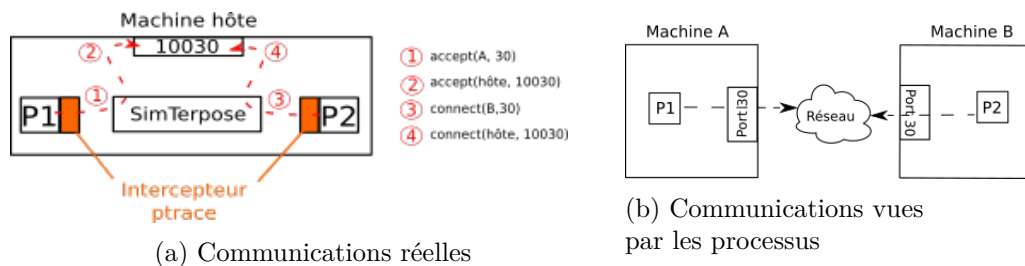 Machine hôte
10030
2
4
1 accept(A, 30)
2 accept(hôte, 10030)
3 connect(B,30)
4 connect(hôte, 10030)
P1
1
SimTerpose
3
P2
Intercepteur
ptrace
(a) Communications réelles
Machine A
Machine B
P1
Port30
Réseau
Port 30
P2
(b) Communications vues
par les processus